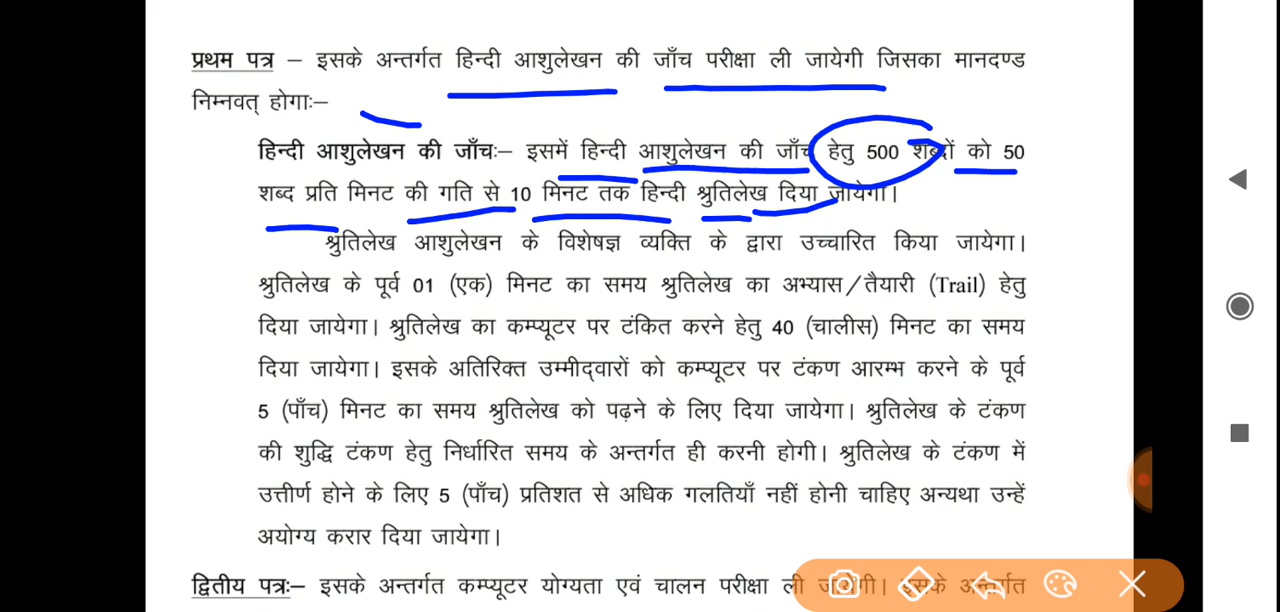 प्रथम पत्र – इसके अन्तर्गत हिन्दी आशुलेखन की जाँच परीक्षा ली जायेगी जिसका मानदण्ड
निम्नवत् होगाः–
हिन्दी आशुलेखन की जाँचः– इसमें हिन्दी आशुलेखन की जाँच हेतु 500 शब्दों को 50
शब्द प्रति मिनट की गति से 10 मिनट तक हिन्दी श्रुतिलेख दिया जायेगा।
श्रुतिलेख आशुलेखन के विशेषज्ञ व्यक्ति के द्वारा उच्चारित किया जायेगा।
श्रुतिलेख के पूर्व 01 (एक) मिनट का समय श्रुतिलेख का अभ्यास/तैयारी (Trail) हेतु
दिया जायेगा। श्रुतिलेख का कम्प्यूटर पर टंकित करने हेतु 40 (चालीस) मिनट का समय
दिया जायेगा। इसके अतिरिक्त उम्मीद्वारों को कम्प्यूटर पर टंकण आरम्भ करने के पूर्व
5 (पाँच) मिनट का समय श्रुतिलेख को पढ़ने के लिए दिया जायेगा। श्रुतिलेख के टंकण
की शुद्धि टंकण हेतु निर्धारित समय के अन्तर्गत ही करनी होगी। श्रुतिलेख के टंकण में
उत्तीर्ण होने के लिए 5 (पाँच) प्रतिशत से अधिक गलतियाँ नहीं होनी चाहिए अन्यथा उन्हें
अयोग्य करार दिया जायेगा।
द्वितीय पत्रः– इसके अन्तर्गत कम्प्यूटर योग्यता एवं चालन परीक्षा ली जायेगी। इसके अन्तर्गत